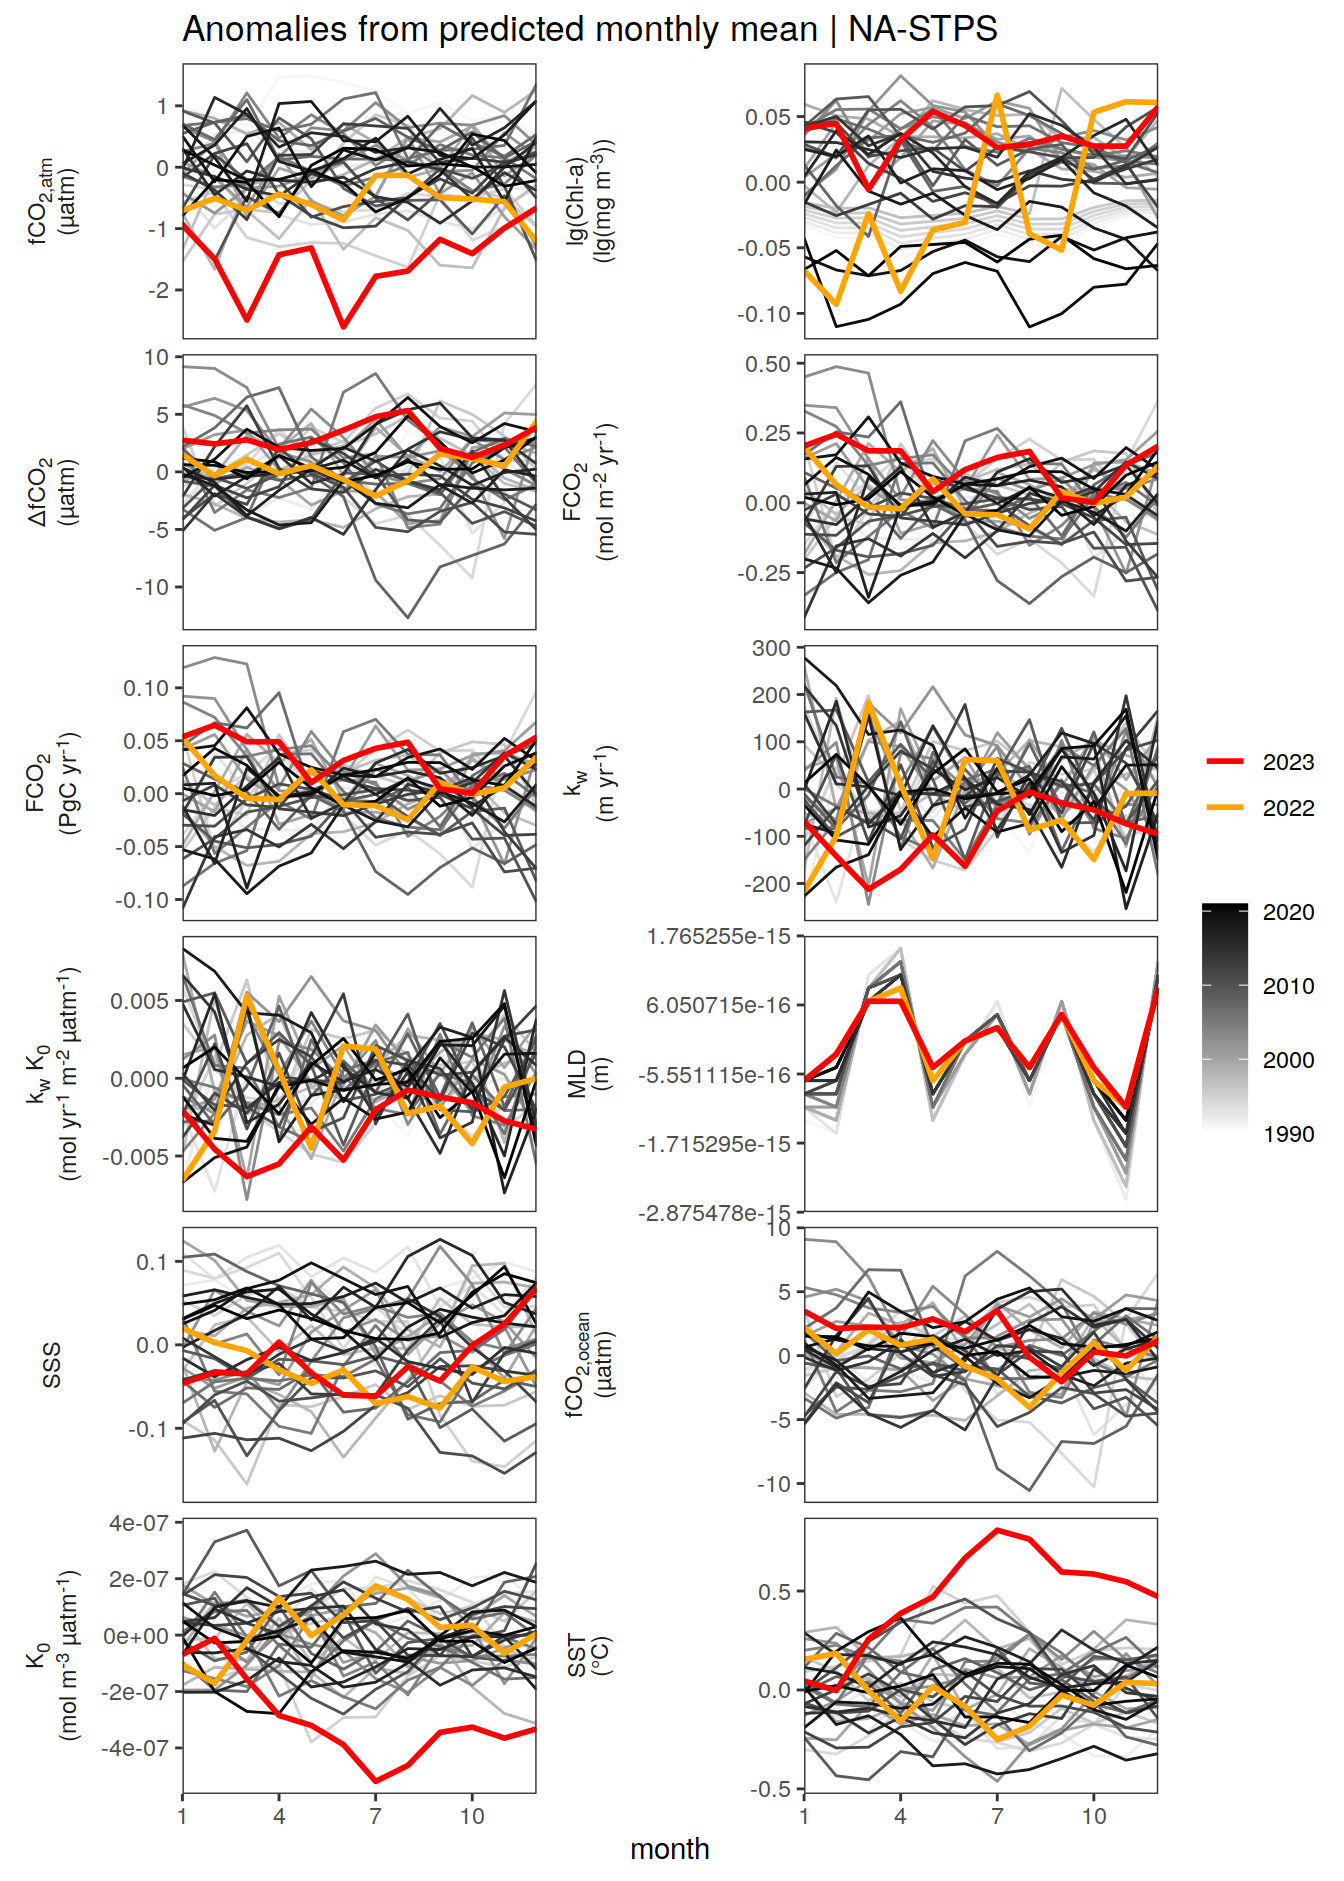 Anomalies from predicted monthly mean | NA-STPS
fCO2,atm
(µatm)
1
0
-1
-2
lg(Chl-a)
(lg(mg m-3))
0.05
0.00
-0.05
-0.10
ΔfCO2
(µatm)
10
5
0
-5
-10
FCO2
(mol m-2 yr-1)
0.50
0.25
0.00
-0.25
FCO2
(PgC yr-1)
0.10
0.05
0.00
-0.05
-0.10
kw
(m yr-1)
300
200
100
0
-100
-200
kw K0
(mol yr-1 m-2 µatm-1)
0.005
0.000
-0.005
MLD
(m)
1.765255e-15
6.050715e-16
-5.551115e-16
-1.715295e-15
-2.875478e-15
SSS
0.1
0.0
-0.1
fCO2,ocean
(µatm)
10
5
0
-5
-10
K0
(mol m-3 µatm-1)
4e-07
2e-07
0e+00
-2e-07
-4e-07
SST
(°C)
0.5
0.0
-0.5
1 4 7 10
1 4 7 10
month
2023
2022
2020
2010
2000
1990